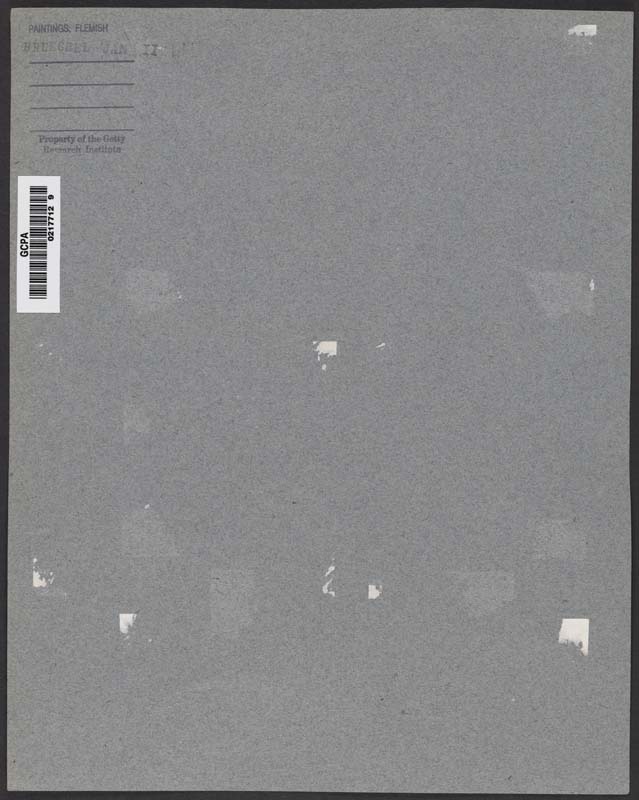 PAINTINGS: FLEMISH
BRUEGHEL JAN II
Property of the Getty
Research Institute
GCPA
0217712 9